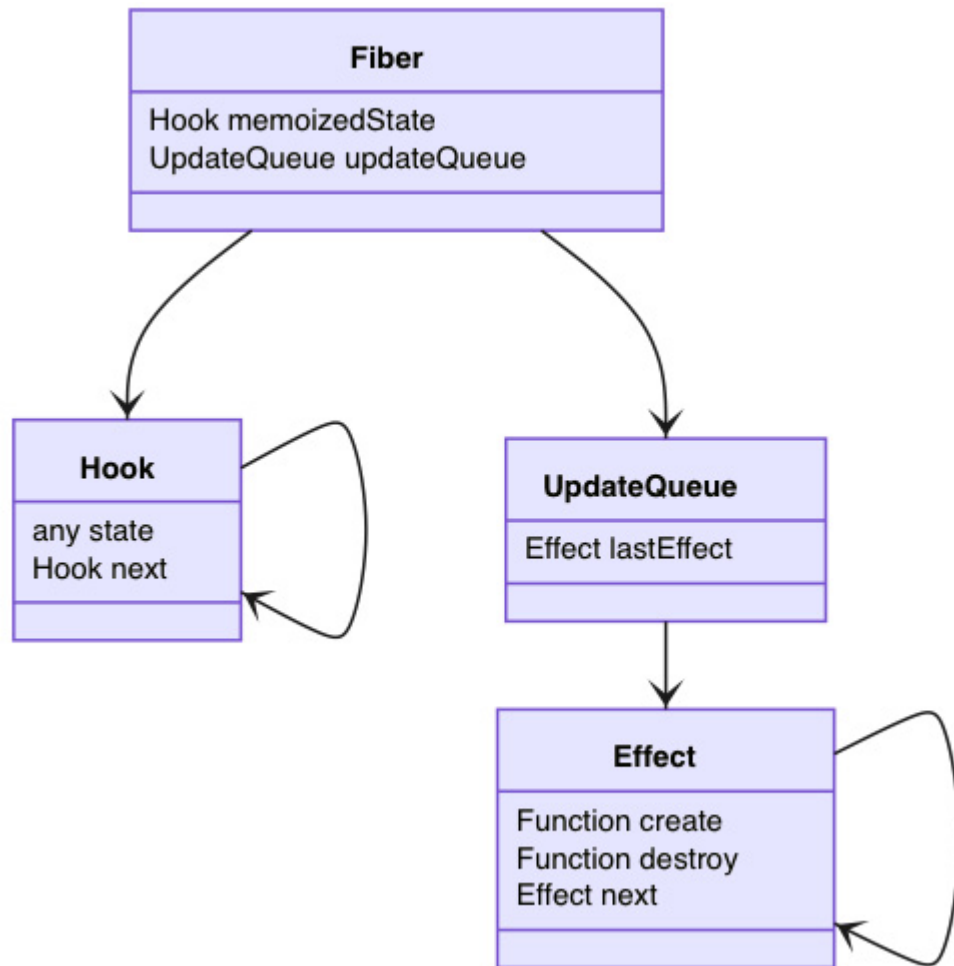 Fiber
Hook memoizedState
UpdateQueue updateQueue
Hook
any state
Hook next
UpdateQueue
Effect lastEffect
Effect
Function create
Function destroy
Effect next